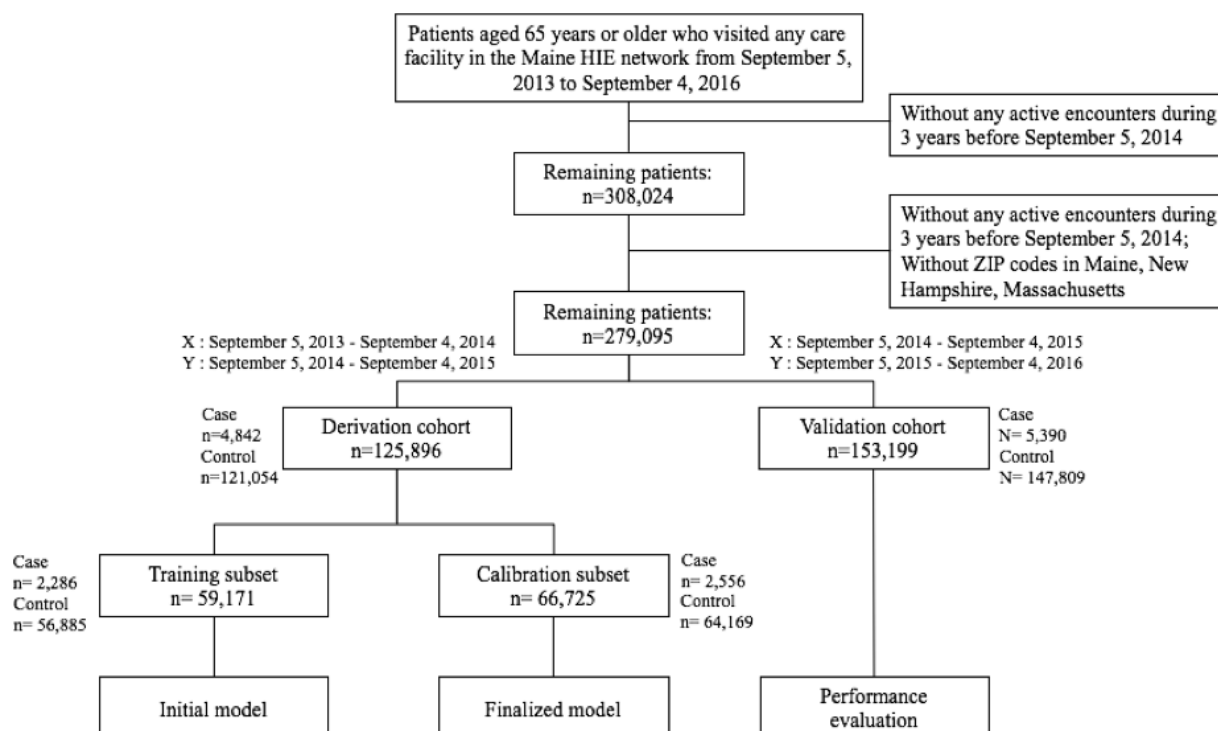 Patients aged 65 years or older who visited any care
facility in the Maine HIE network from September 5,
2013 to September 4, 2016
Without any active encounters during
3 years before September 5, 2014
Remaining patients:
n=308,024
Without any active encounters during
3 years before September 5, 2014;
Without ZIP codes in Maine, New
Hampshire, Massachusetts
Remaining patients:
n=279,095
X : September 5, 2013 - September 4, 2014
Y : September 5, 2014 - September 4, 2015
X : September 5, 2014 - September 4, 2015
Y : September 5, 2015 - September 4, 2016
Case
n=4,842
Control
n=121,054
Derivation cohort
n=125,896
Validation cohort
n=153,199
Case
N= 5,390
Control
N= 147,809
Case
n= 2,286
Control
n= 56,885
Training subset
n= 59,171
Calibration subset
n= 66,725
Case
n= 2,556
Control
n= 64,169
Initial model
Finalized model
Performance
evaluation